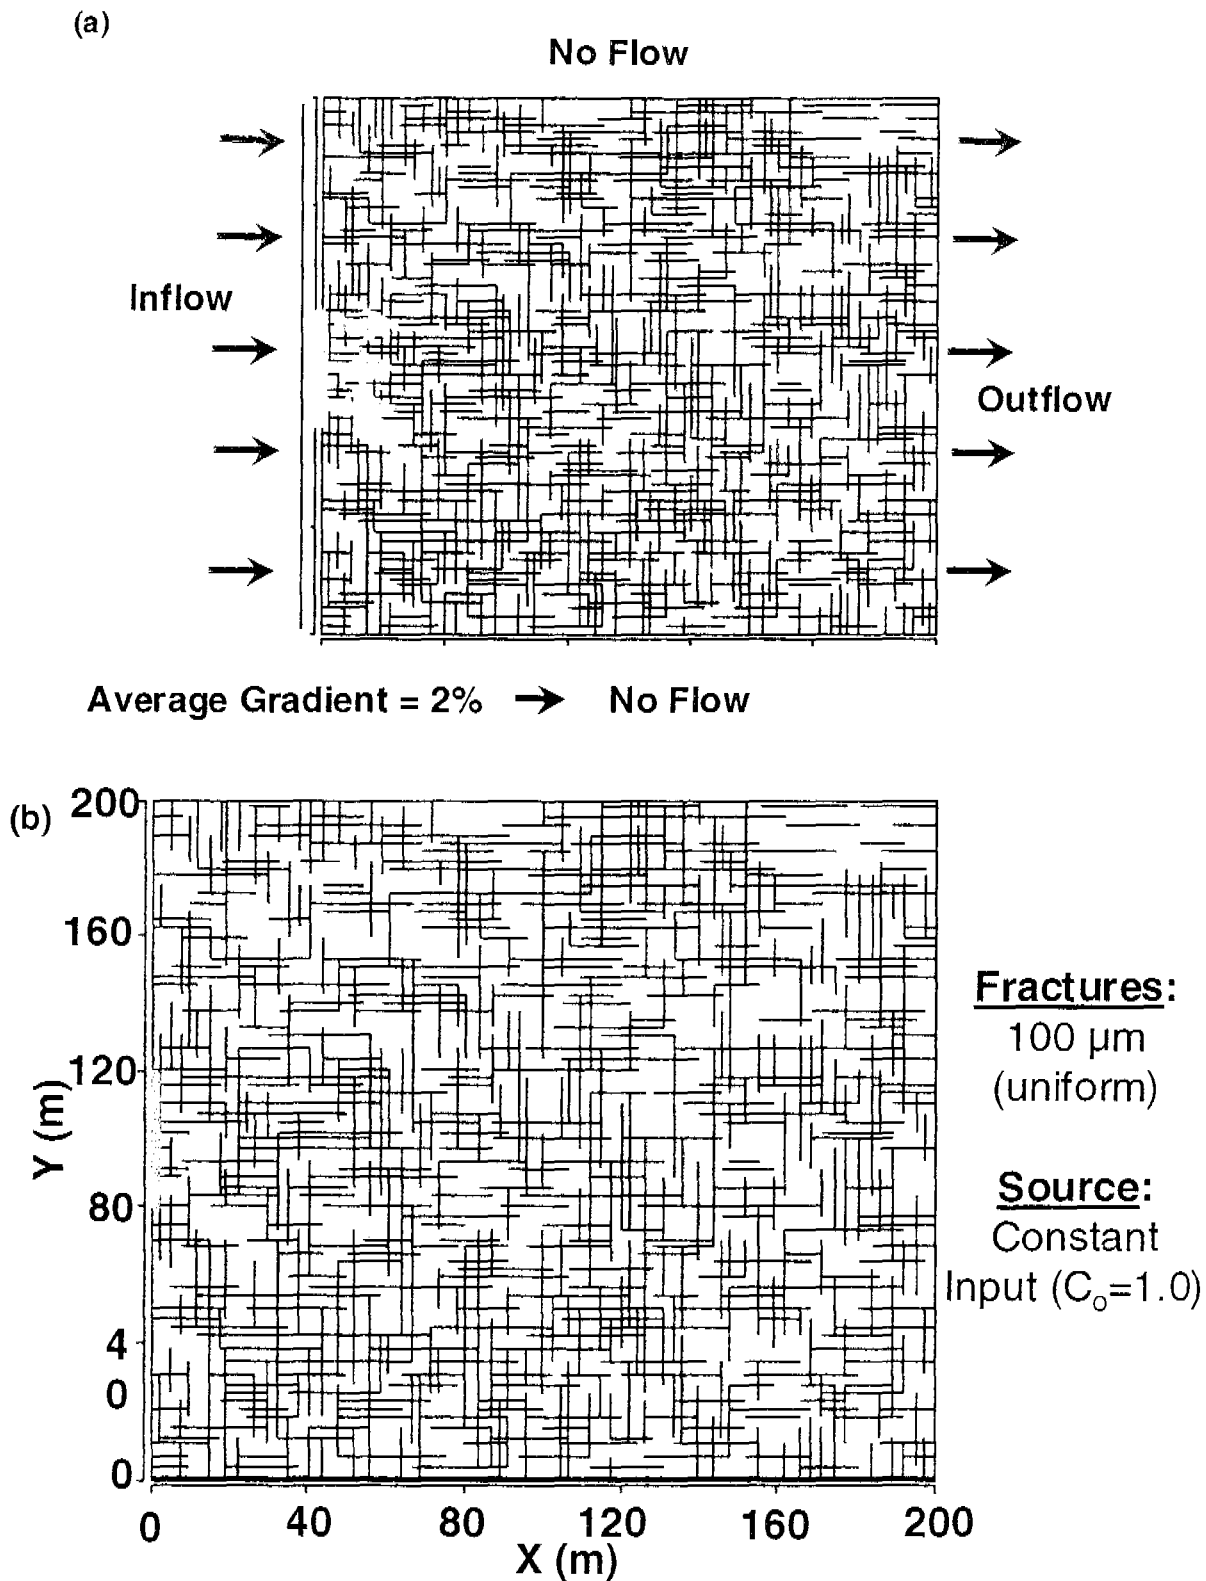 (a)
No Flow
Inflow
Outflow
Average Gradient = 2% → No Flow
(b)
200
160
120
80
4
0
0
Y (m)
0 40 80 120 160 200
X (m)
Fractures:
100 µm
(uniform)
Source:
Constant
Input (Co=1.0)